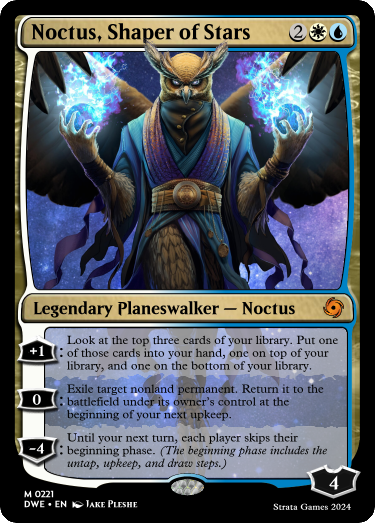 Noctus, Shaper of Stars 2
Legendary Planeswalker — Noctus
+1: Look at the top three cards of your library. Put one
of those cards into your hand, one on top of your
library, and one on the bottom of your library.
0: Exile target nonland permanent. Return it to the
battlefield under its owner's control at the
beginning of your next upkeep.
-4: Until your next turn, each player skips their
beginning phase. (The beginning phase includes the
untap, upkeep, and draw steps.)
4
M 0221
DWE • EN Jake Pleshe
Strata Games 2024